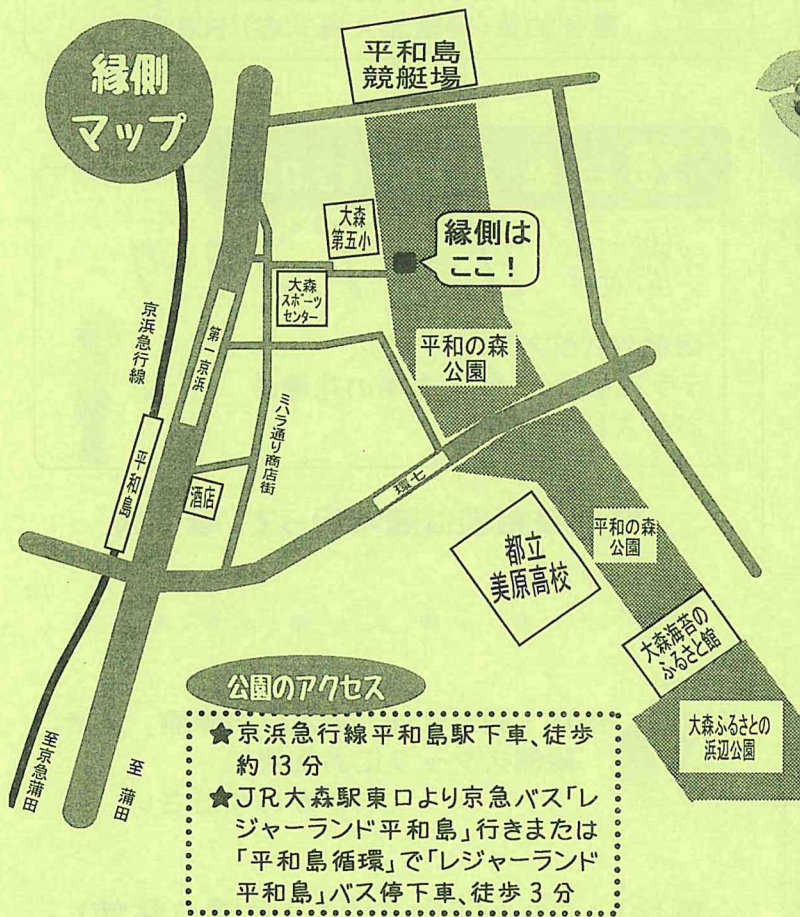 縁側
マップ
平和島
競艇場
大森
第五小
縁側は
ここ!
大森
スポーツ
センター
京浜急行線
第一京浜
平和の森
公園
ミハラ通り商店街
平和島
酒店
環七
都立
美原高校
平和の森
公園
大森海苔の
ふるさと館
大森ふるさとの
浜辺公園
至京急蒲田
至 蒲田
公園のアクセス
★京浜急行線平和島駅下車、徒歩
約13分
★JR大森駅東口より京急バス「レ
ジャーランド平和島」行きまたは
「平和島循環」で「レジャーランド
平和島」バス停下車、徒歩3分